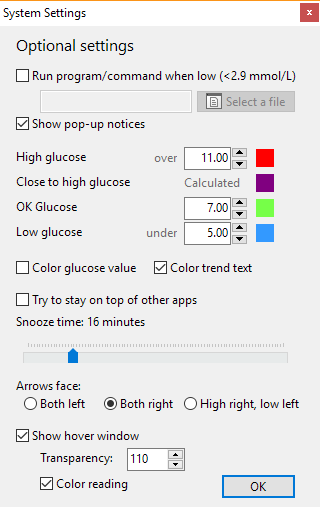 System Settings
Optional settings
Run program/command when low (<2.9 mmol/L)
Select a file
Show pop-up notices
High glucose over 11.00
Close to high glucose Calculated
OK Glucose 7.00
Low glucose under 5.00
Color glucose value Color trend text
Try to stay on top of other apps
Snooze time: 16 minutes
Arrows face:
Both left Both right High right, low left
Show hover window
Transparency: 110
Color reading
OK